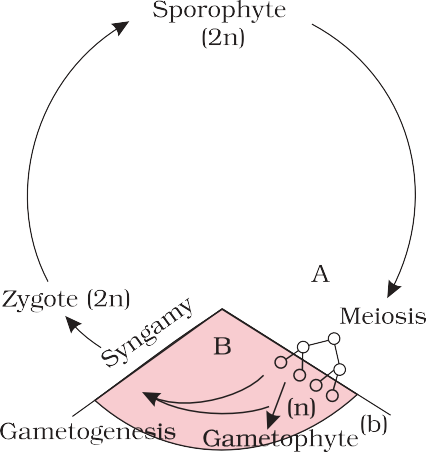 Sporophyte
(2n)
A
Zygote (2n)
Meiosis
Syngamy
B
(n)
(b)
Gametogenesis
Gametophyte